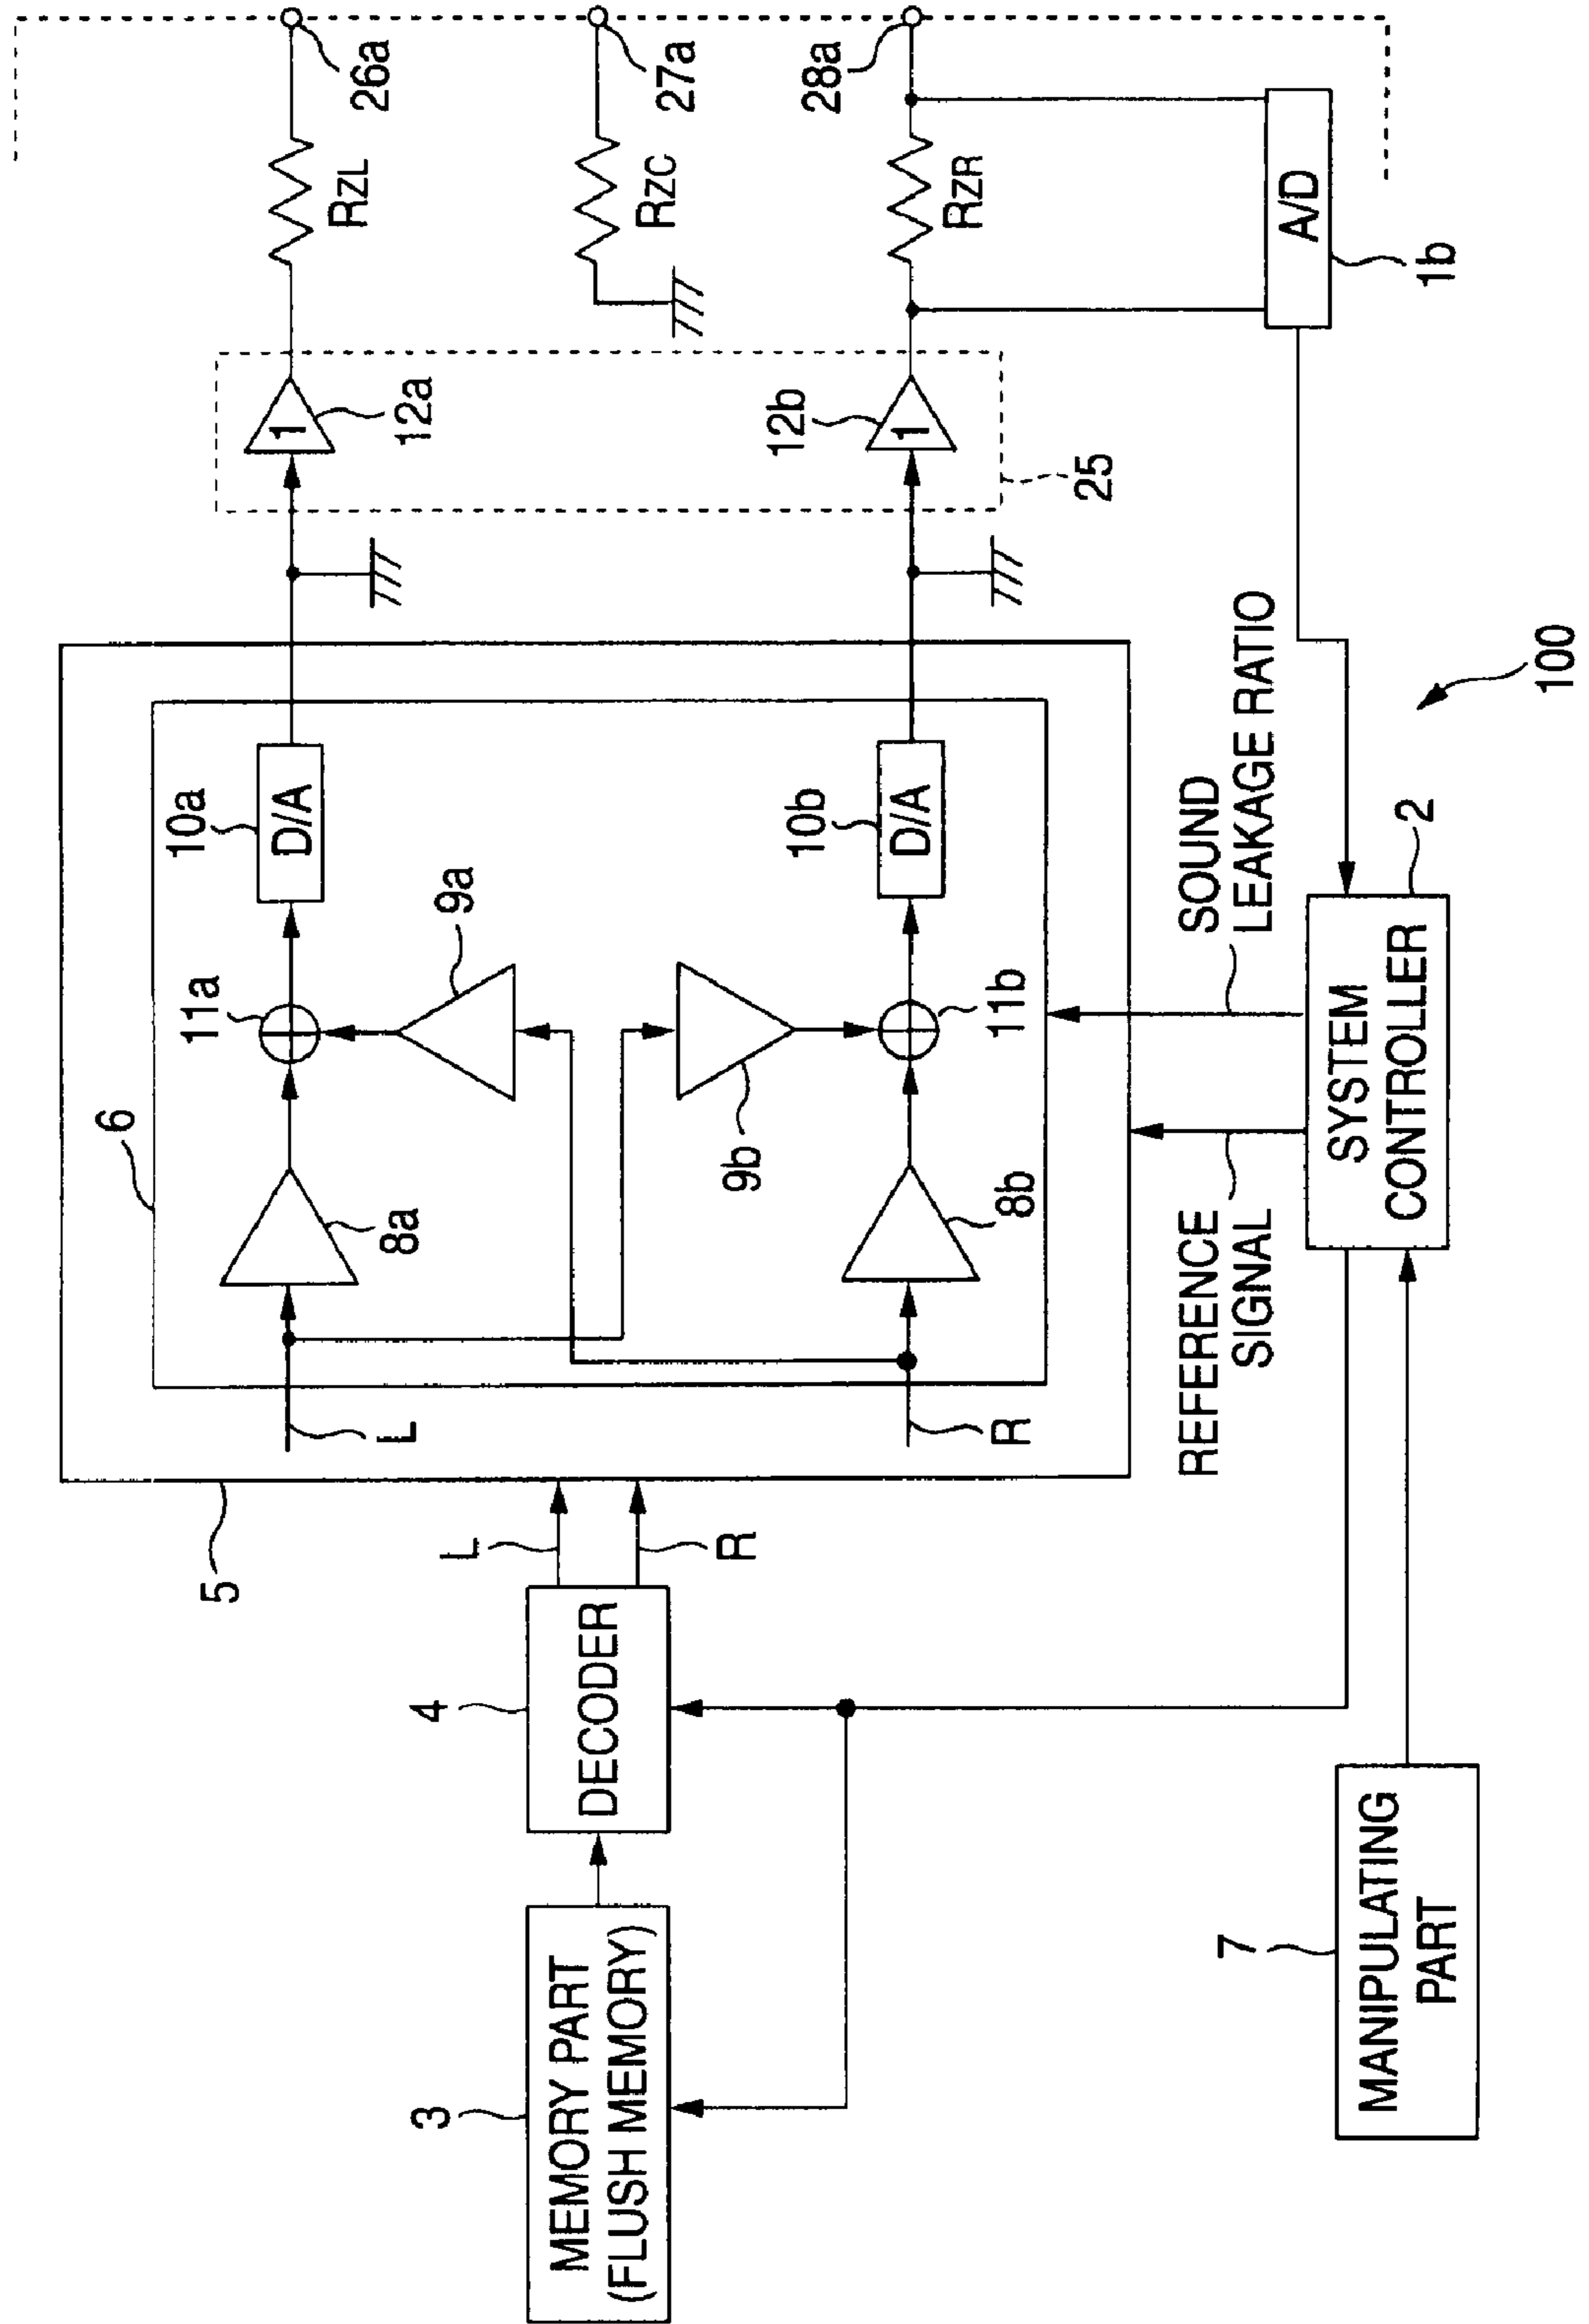 3
MEMORY PART
(FLUSH MEMORY)
4
DECODER
L
R
5
6
L
R
8a
8b
9a
9b
11a
11b
10a
D/A
10b
D/A
25
1
12a
1
12b
RZL
RZC
RZR
26a
27a
28a
A/D
1b
REFERENCE
SIGNAL
SOUND
LEAKAGE RATIO
SYSTEM
CONTROLLER
2
7
MANIPULATING
PART
100